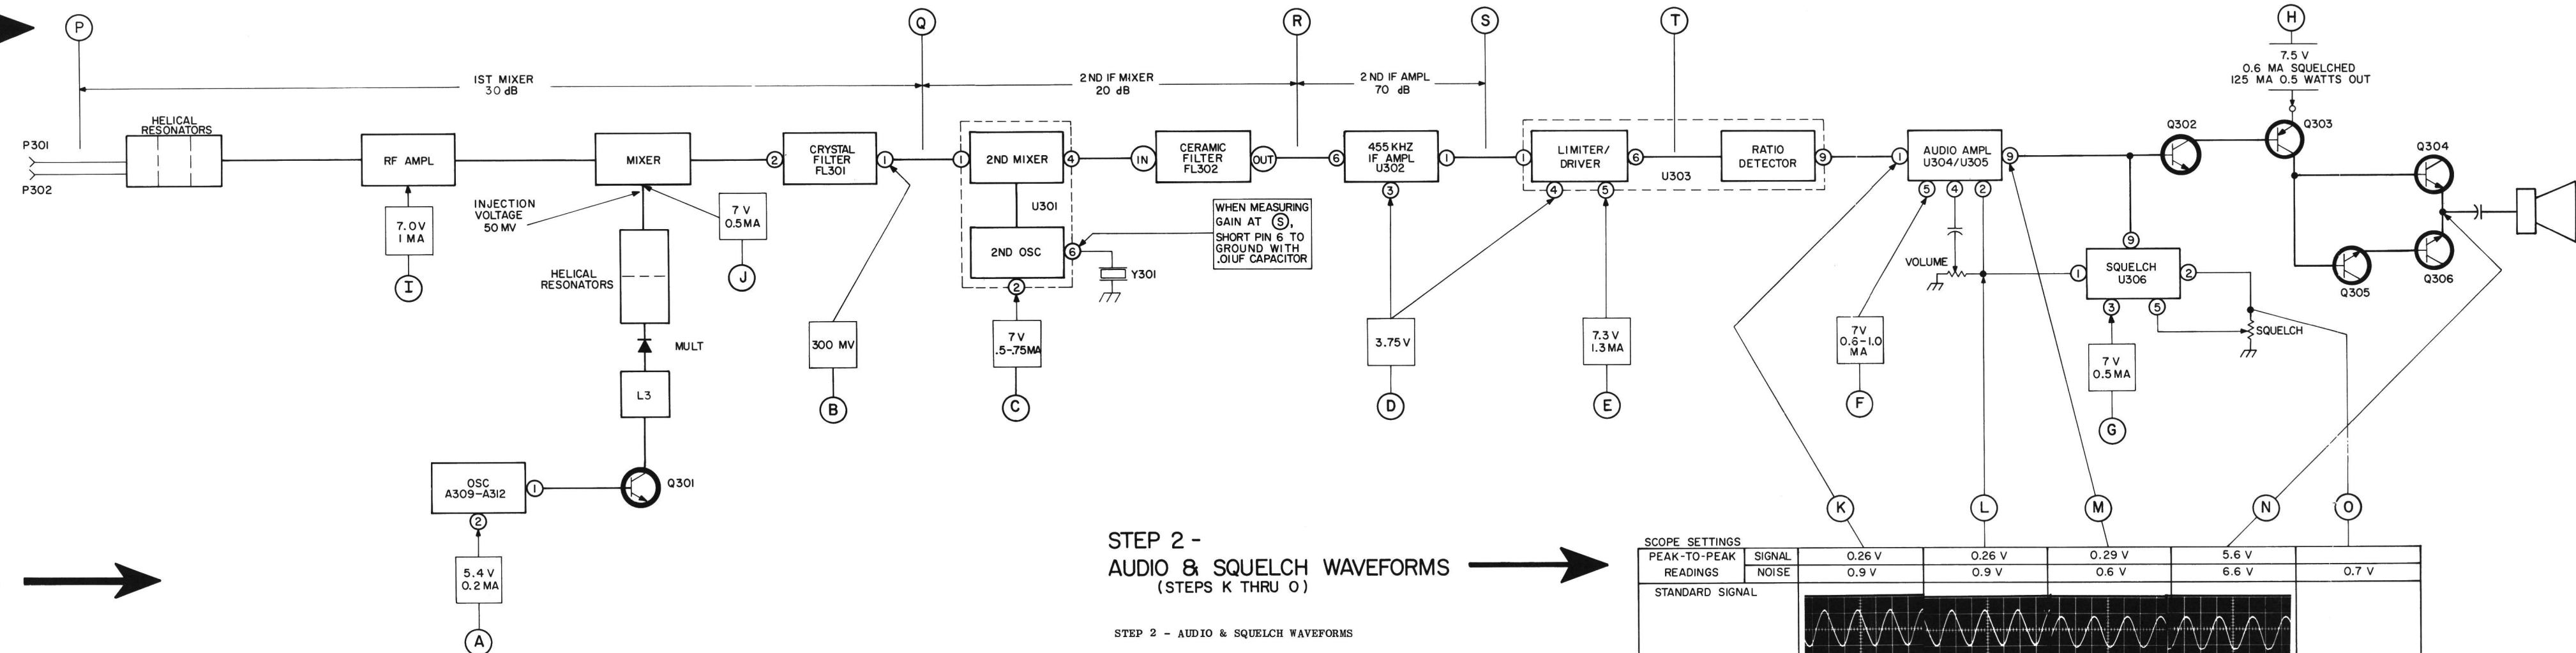 P
Q
R
S
T
H
7.5 V
0.6 MA SQUELCHED
125 MA 0.5 WATTS OUT
1ST MIXER
30 dB
2ND IF MIXER
20 dB
2ND IF AMPL
70 dB
P301
P302
HELICAL
RESONATORS
RF AMPL
MIXER
2
CRYSTAL
FILTER
FL301
1
1
2ND MIXER
4
IN
CERAMIC
FILTER
FL302
OUT
6
455 KHZ
IF AMPL
U302
1
3
1
LIMITER/
DRIVER
6
4
5
RATIO
DETECTOR
9
U303
1
AUDIO AMPL
U304/U305
9
5
4
2
Q302
Q303
Q304
Q305
Q306
7.0V
1 MA
I
INJECTION
VOLTAGE
50 MV
7 V
0.5MA
J
HELICAL
RESONATORS
MULT
L3
Q301
OSC
A309-A312
1
2
5.4 V
0.2 MA
A
300 MV
B
U301
2ND OSC
6
2
Y301
7 V
.5-.75MA
C
WHEN MEASURING
GAIN AT S,
SHORT PIN 6 TO
GROUND WITH
.01UF CAPACITOR
3.75 V
D
7.3 V
1.3 MA
E
VOLUME
7V
0.6-1.0
MA
F
9
1
SQUELCH
U306
2
3
5
SQUELCH
7 V
0.5 MA
G
K
L
M
N
O
STEP 2 -
AUDIO & SQUELCH WAVEFORMS
(STEPS K THRU O)
STEP 2 - AUDIO & SQUELCH WAVEFORMS
SCOPE SETTINGS
PEAK-TO-PEAK SIGNAL 0.26 V 0.26 V 0.29 V 5.6 V
READINGS NOISE 0.9 V 0.9 V 0.6 V 6.6 V 0.7 V
STANDARD SIGNAL